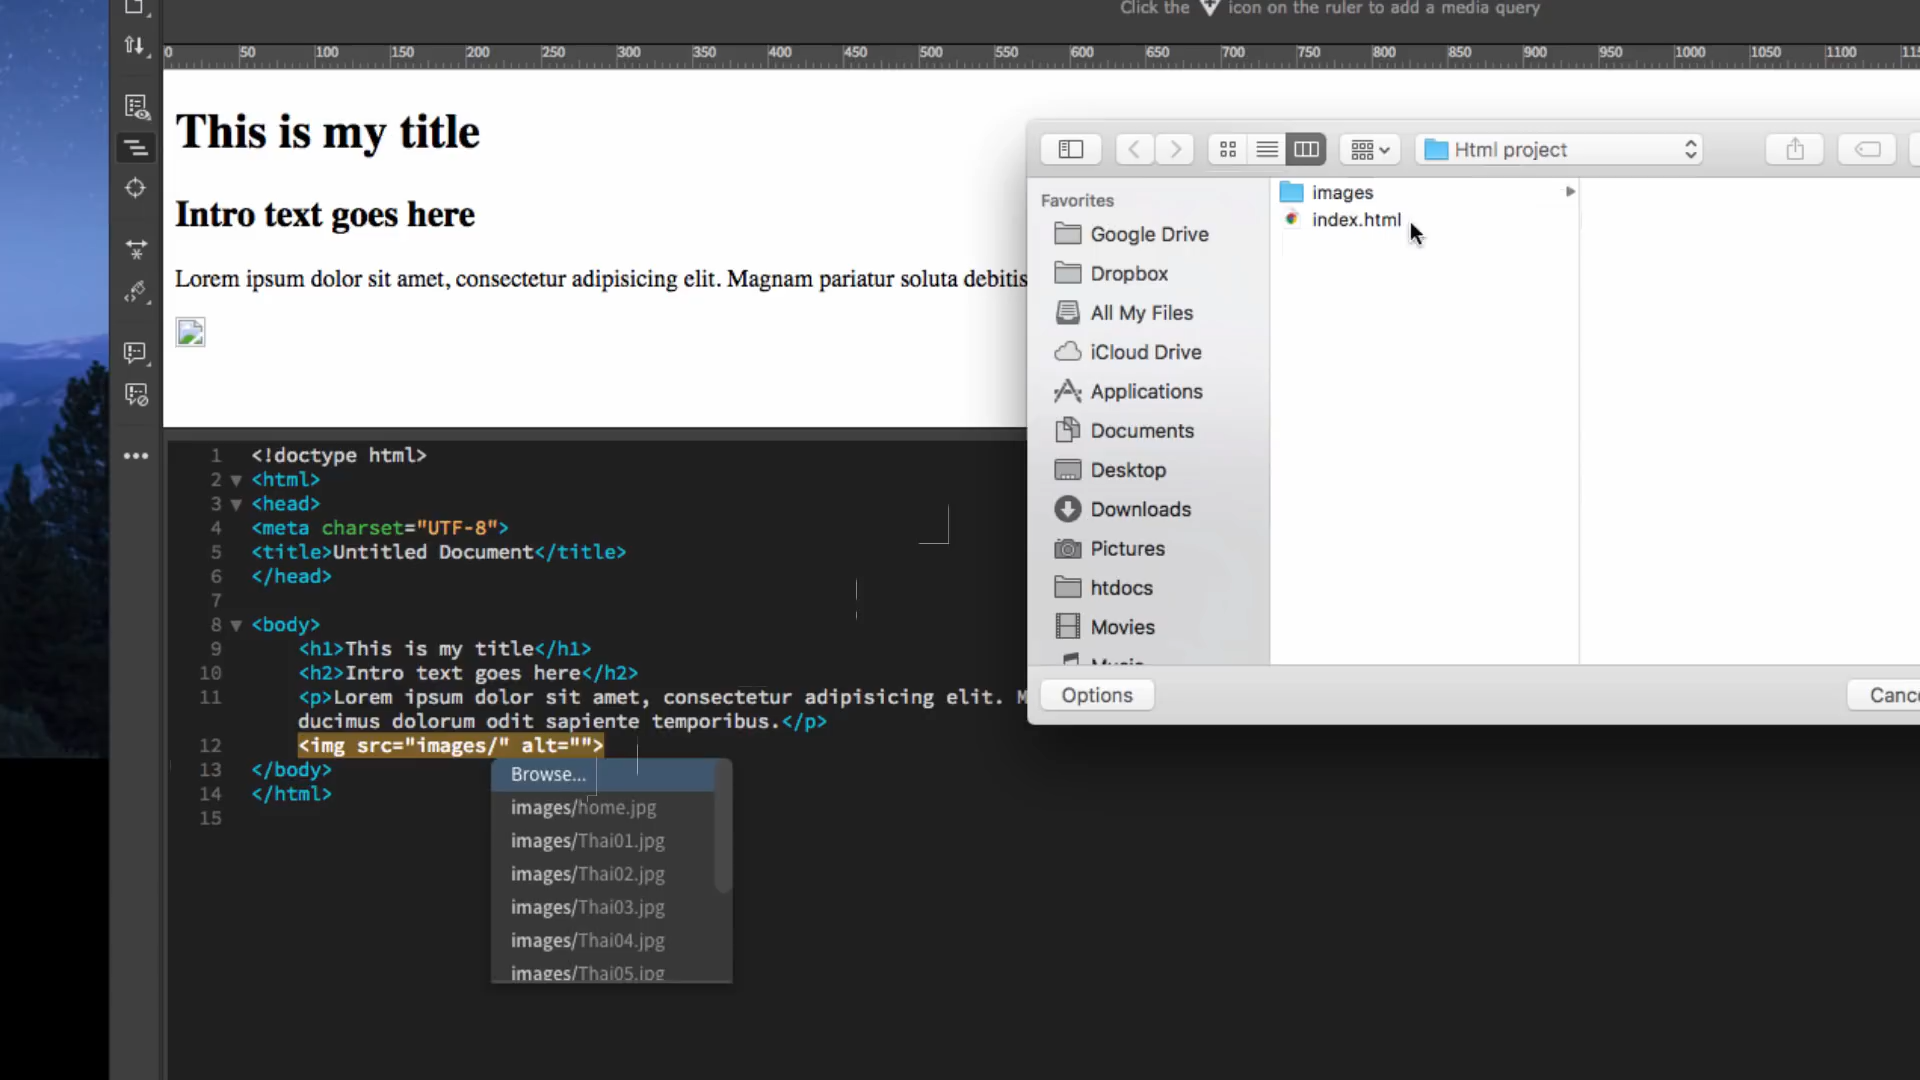 Click the icon on the ruler to add a media query
0 50 100 150 200 250 300 350 400 450 500 550 600 650 700 750 800 850 900 950 1000 1050 1100
This is my title
Intro text goes here
Lorem ipsum dolor sit amet, consectetur adipisicing elit. Magnam pariatur soluta debitis
Html project
Favorites
Google Drive
Dropbox
All My Files
iCloud Drive
Applications
Documents
Desktop
Downloads
Pictures
htdocs
Movies
Music
images
index.html
Options
Cance
1 <!doctype html>
2 <html>
3 <head>
4 <meta charset="UTF-8">
5 <title>Untitled Document</title>
6 </head>
7
8 <body>
9 <h1>This is my title</h1>
10 <h2>Intro text goes here</h2>
11 <p>Lorem ipsum dolor sit amet, consectetur adipisicing elit. M
ducimus dolorum odit sapiente temporibus.</p>
12 <img src="images/" alt="">
13 </body>
14 </html>
15
Browse...
images/home.jpg
images/Thai01.jpg
images/Thai02.jpg
images/Thai03.jpg
images/Thai04.jpg
images/Thai05.jpg